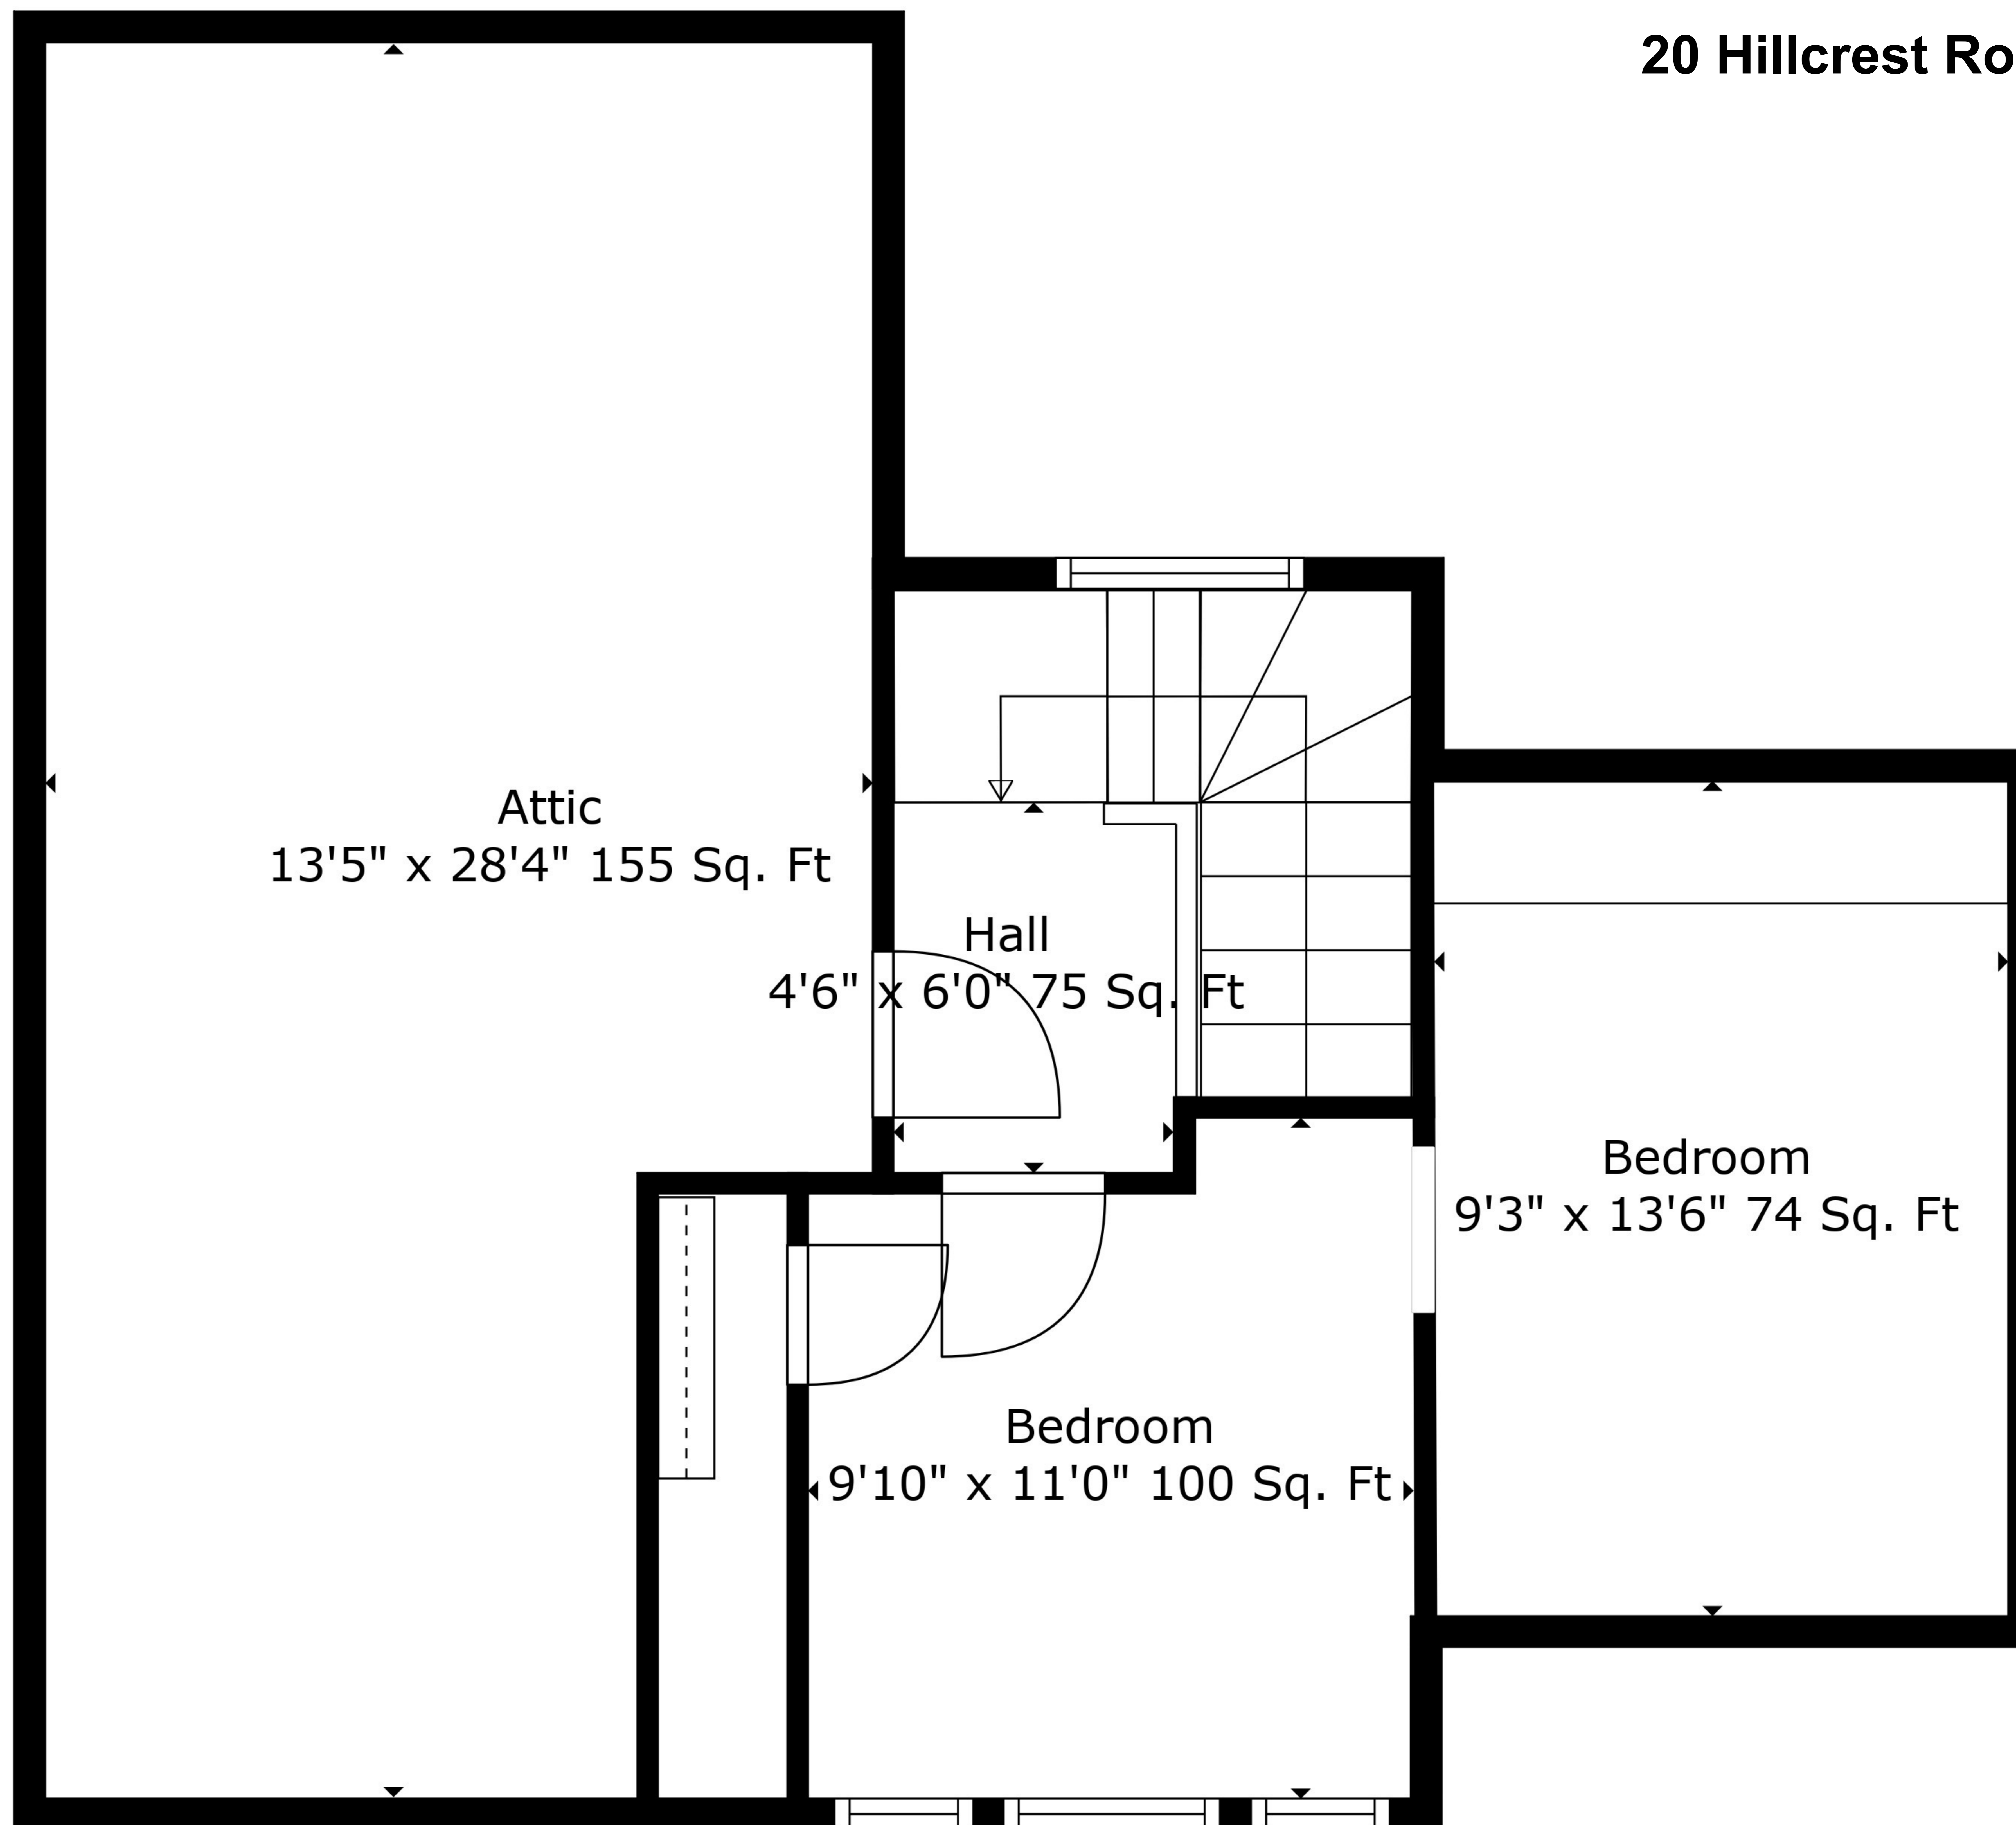 20 Hillcrest Ro
Attic
13'5" x 28'4" 155 Sq. Ft
Hall
4'6" x 6'0" 75 Sq. Ft
Bedroom
9'3" x 13'6" 74 Sq. Ft
Bedroom
9'10" x 11'0" 100 Sq. Ft